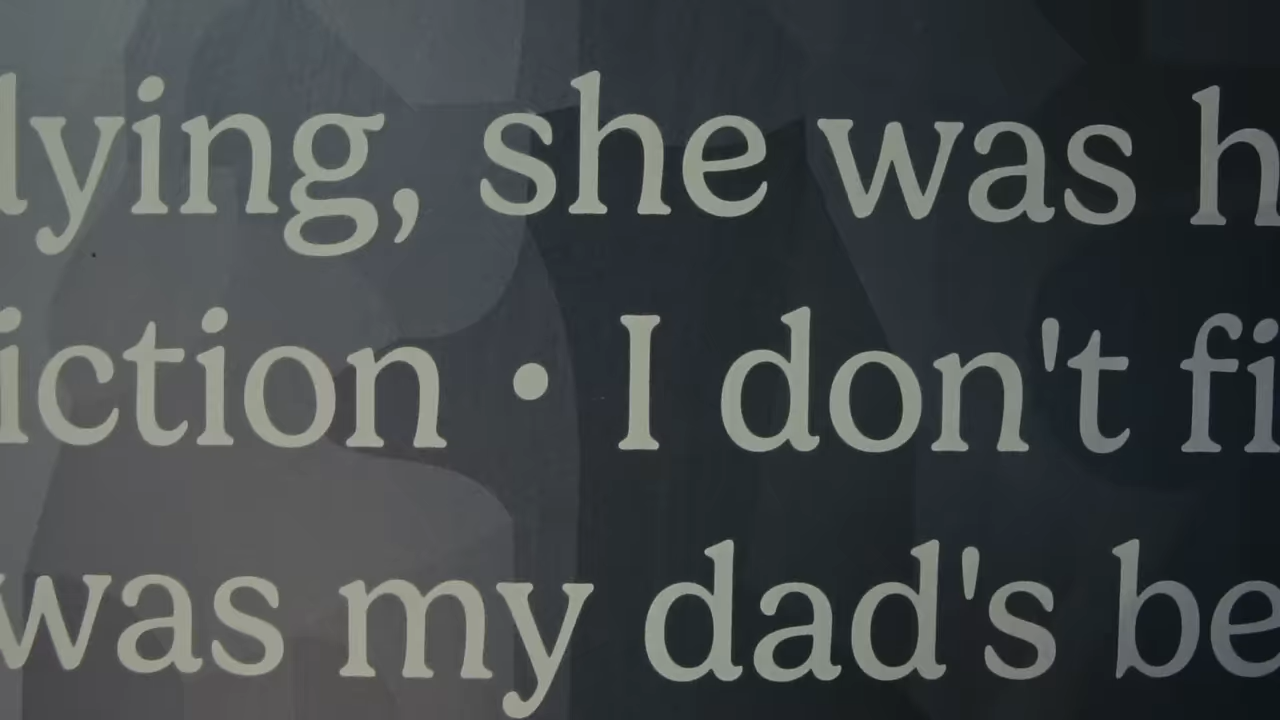 lying, she was h
iction • I don't fi
was my dad's be